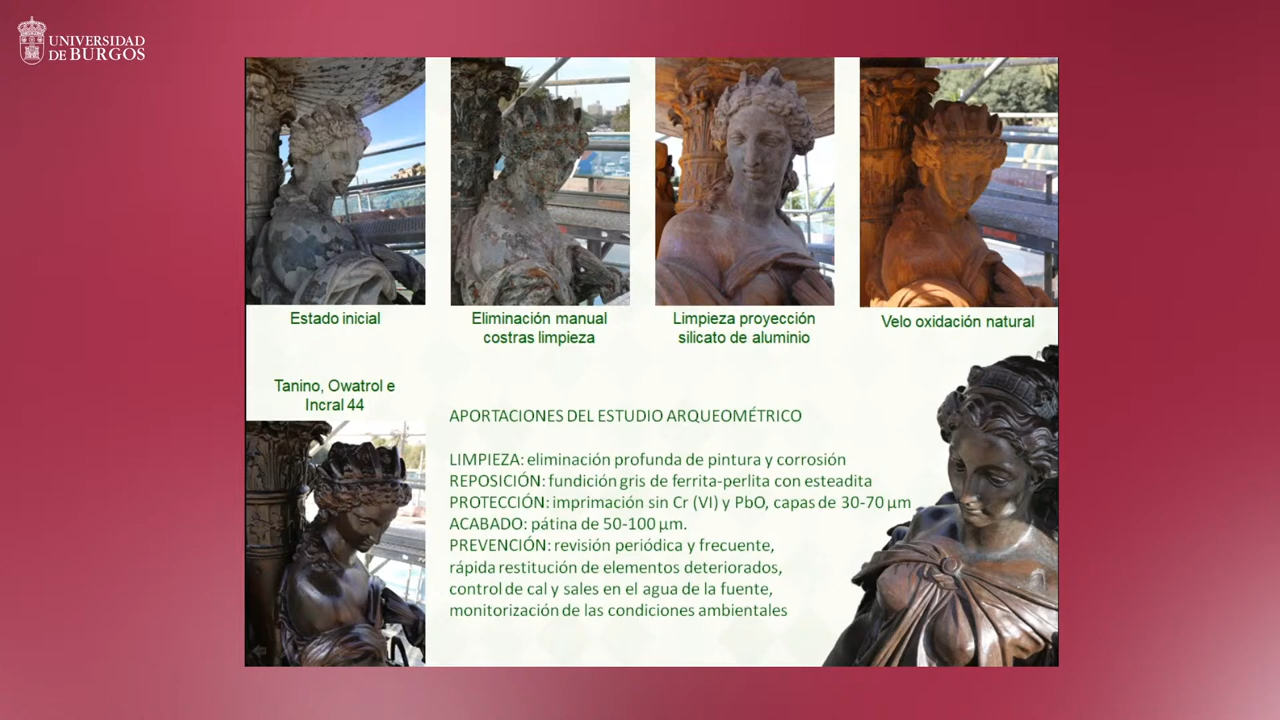 UNIVERSIDAD
DE BURGOS
Estado inicial
Eliminación manual
costras limpieza
Limpieza proyección
silicato de aluminio
Velo oxidación natural
Tanino, Owatrol e
Incral 44
APORTACIONES DEL ESTUDIO ARQUEOMÉTRICO
LIMPIEZA: eliminación profunda de pintura y corrosión
REPOSICIÓN: fundición gris de ferrita-perlita con esteadita
PROTECCIÓN: imprimación sin Cr (VI) y PbO, capas de 30-70 µm
ACABADO: pátina de 50-100 µm.
PREVENCIÓN: revisión periódica y frecuente,
rápida restitución de elementos deteriorados,
control de cal y sales en el agua de la fuente,
monitorización de las condiciones ambientales